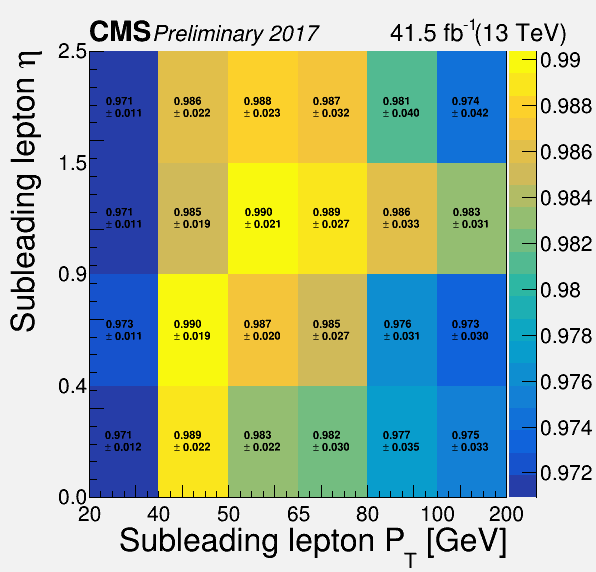 CMS Preliminary 2017 41.5 fb⁻¹(13 TeV)
2.5
1.5
0.9
0.4
0.0
Subleading lepton η
0.971 0.986 0.988 0.987 0.981 0.974
± 0.011 ± 0.022 ± 0.023 ± 0.032 ± 0.040 ± 0.042
0.971 0.985 0.990 0.989 0.986 0.983
± 0.011 ± 0.019 ± 0.021 ± 0.027 ± 0.033 ± 0.031
0.973 0.990 0.987 0.985 0.976 0.973
± 0.011 ± 0.019 ± 0.020 ± 0.027 ± 0.031 ± 0.030
0.971 0.989 0.983 0.982 0.977 0.975
± 0.012 ± 0.022 ± 0.022 ± 0.030 ± 0.035 ± 0.033
20 40 50 65 80 100 200
Subleading lepton P_T [GeV]
0.99
0.988
0.986
0.984
0.982
0.98
0.978
0.976
0.974
0.972